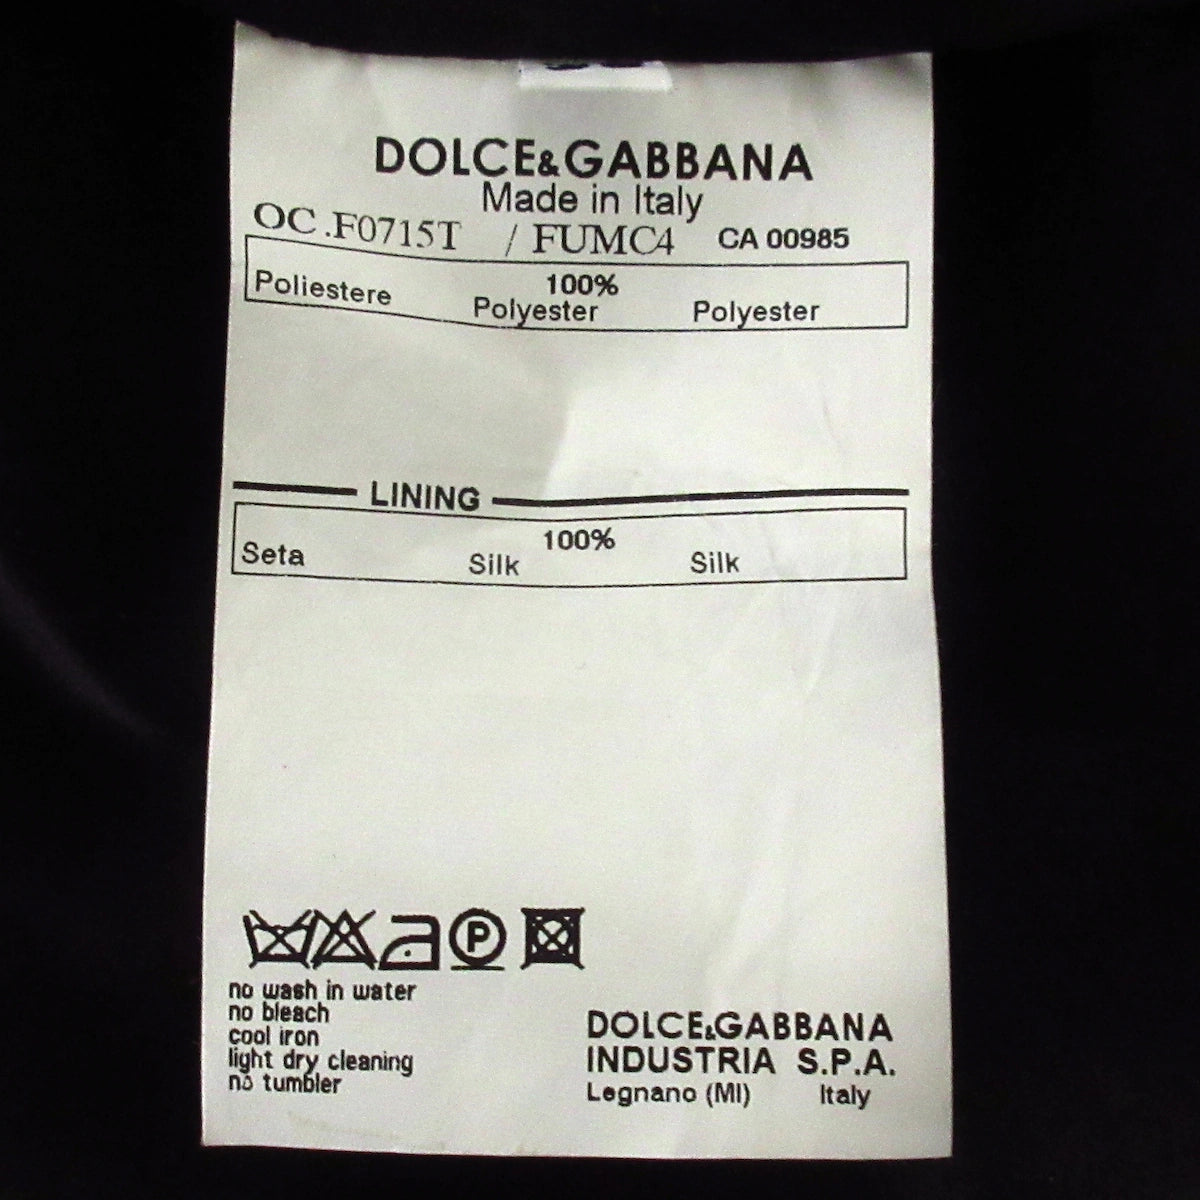 DOLCE&GABBANA
Made in Italy
OC.F0715T / FUMC4 CA 00985
100%
Poliestere Polyester Polyester
LINING
100%
Seta Silk Silk
P
no wash in water
no bleach
cool iron
light dry cleaning
no tumbler
DOLCE&GABBANA
INDUSTRIA S.P.A.
Legnano (MI) Italy